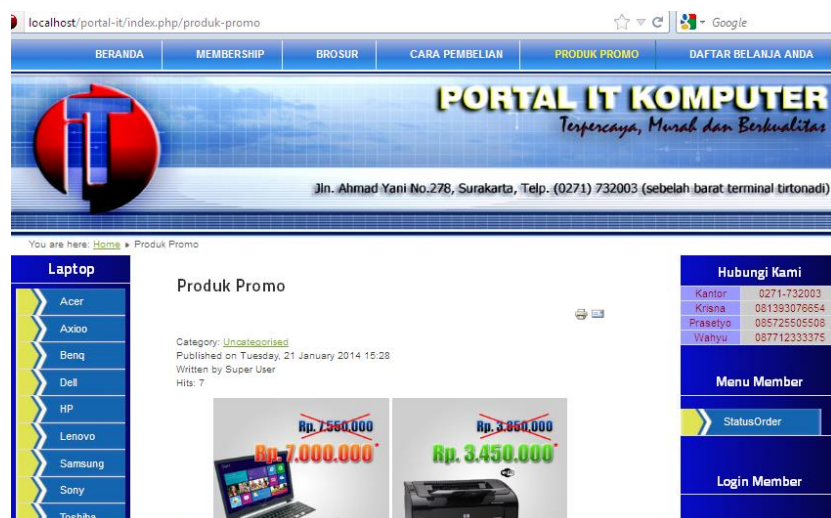 localhost/portal-it/index.php/produk-promo
Google
BERANDA MEMBERSHIP BROSUR CARA PEMBELIAN PRODUK PROMO DAFTAR BELANJA ANDA
iT
PORTAL IT KOMPUTER
Terpercaya, Murah dan Berkualitas
Jln. Ahmad Yani No.278, Surakarta, Telp. (0271) 732003 (sebelah barat terminal tirtonadi)
You are here: Home Produk Promo
Laptop
Acer
Axioo
Benq
Dell
HP
Lenovo
Samsung
Sony
Toshiba
Produk Promo
Category: Uncategorised
Published on Tuesday, 21 January 2014 15:28
Written by Super User
Hits: 7
Rp. 7.550.000
Rp. 7.000.000*
Rp. 3.850.000
Rp. 3.450.000*
Hubungi Kami
Kantor 0271-732003
Krisna 081393076654
Prasetyo 085725505508
Wahyu 087712333375
Menu Member
StatusOrder
Login Member